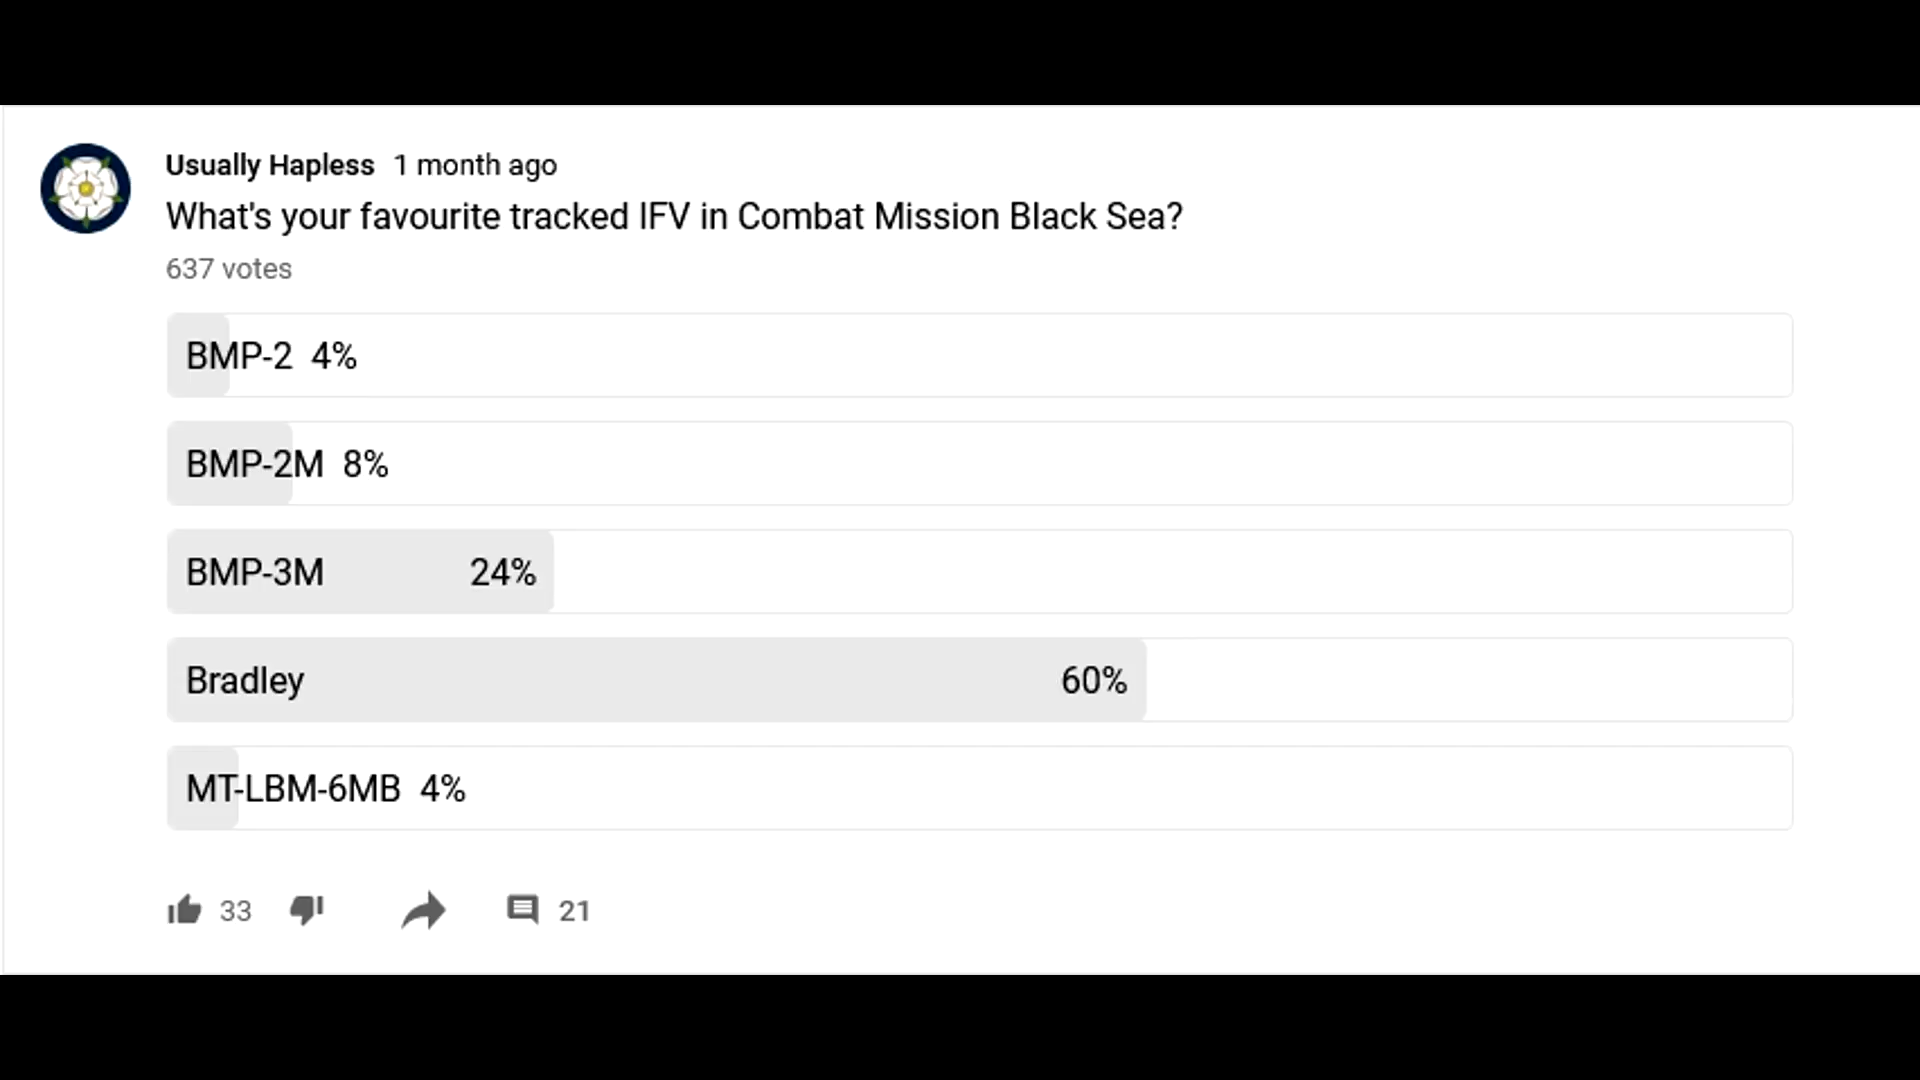 Usually Hapless 1 month ago
What's your favourite tracked IFV in Combat Mission Black Sea?
637 votes
BMP-2 4%
BMP-2M 8%
BMP-3M 24%
Bradley 60%
MT-LBM-6MB 4%
33 21